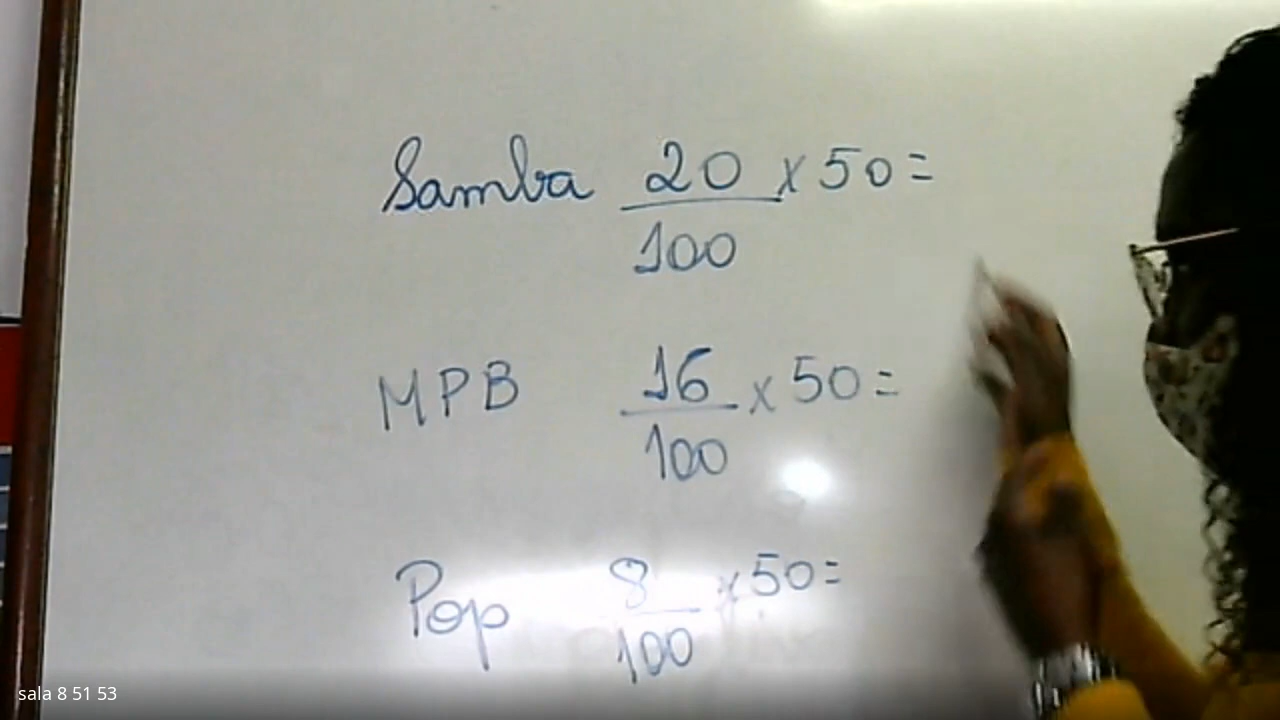 Samba 20 x 50 =
100
MPB 16 x 50 =
100
Pop 8 x 50 =
100
sala 8 51 53